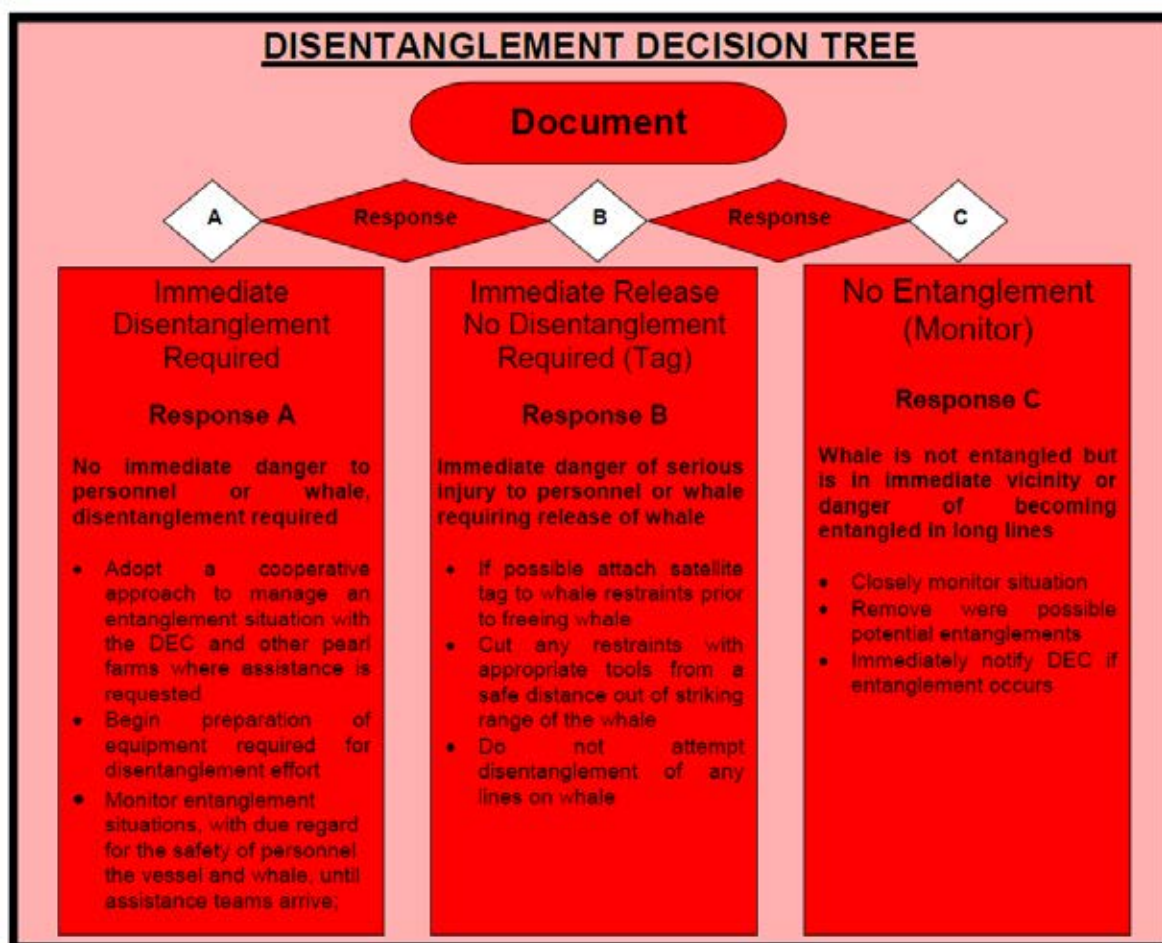 DISENTANGLEMENT DECISION TREE
Document
A
Response
B
Response
C
Immediate
Disentanglement
Required
Response A
No immediate danger to
personnel or whale,
disentanglement required
• Adopt a cooperative
approach to manage an
entanglement situation with
the DEC and other pearl
farms where assistance is
requested
• Begin preparation of
equipment required for
disentanglement effort
• Monitor entanglement
situations, with due regard
for the safety of personnel
the vessel and whale, until
assistance teams arrive;
Immediate Release
No Disentanglement
Required (Tag)
Response B
Immediate danger of serious
injury to personnel or whale
requiring release of whale
• If possible attach satellite
tag to whale restraints prior
to freeing whale
• Cut any restraints with
appropriate tools from a
safe distance out of striking
range of the whale
• Do not attempt
disentanglement of any
lines on whale
No Entanglement
(Monitor)
Response C
Whale is not entangled but
is in immediate vicinity or
danger of becoming
entangled in long lines
• Closely monitor situation
• Remove were possible
potential entanglements
• Immediately notify DEC if
entanglement occurs